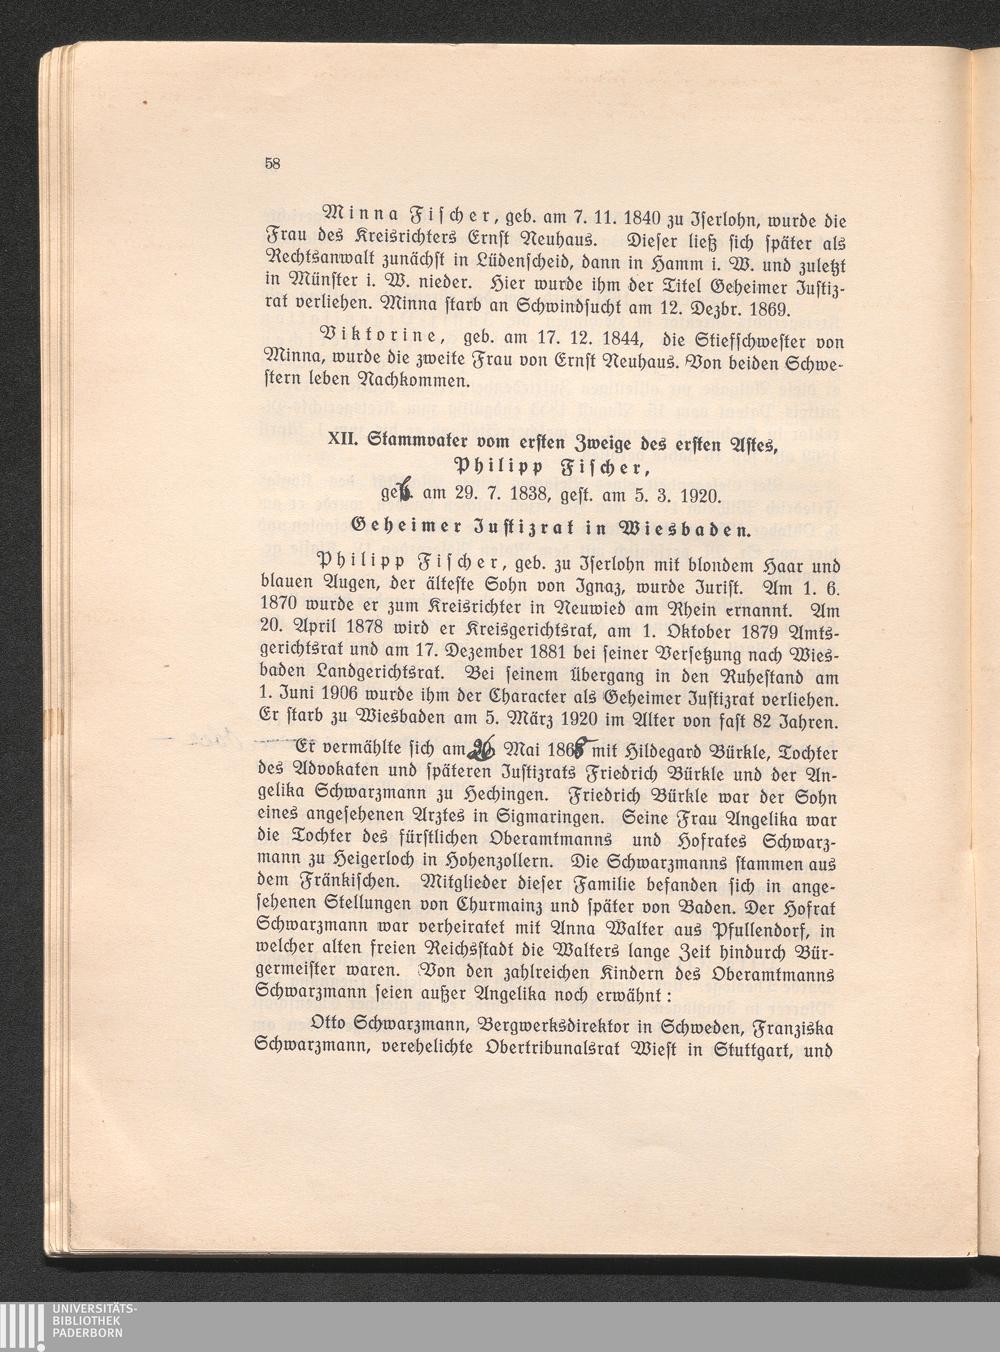 58
Minna Fischer, geb. am 7. 11. 1840 zu Iserlohn, wurde die
Frau des Kreisrichters Ernst Neuhaus. Dieser ließ sich später als
Rechtsanwalt zunächst in Lüdenscheid, dann in Hamm i. W. und zuletzt
in Münster i. W. nieder. Hier wurde ihm der Titel Geheimer Justiz-
rat verliehen. Minna starb an Schwindsucht am 12. Dezbr. 1869.
Viktorine, geb. am 17. 12. 1844, die Stiefschwester von
Minna, wurde die zweite Frau von Ernst Neuhaus. Von beiden Schwe-
stern leben Nachkommen.
XII. Stammvater vom ersten Zweige des ersten Astes,
Philipp Fischer,
geb. am 29. 7. 1838, gest. am 5. 3. 1920.
Geheimer Justizrat in Wiesbaden.
Philipp Fischer, geb. zu Iserlohn mit blondem Haar und
blauen Augen, der älteste Sohn von Ignaz, wurde Jurist. Am 1. 6.
1870 wurde er zum Kreisrichter in Neuwied am Rhein ernannt. Am
20. April 1878 wird er Kreisgerichtsrat, am 1. Oktober 1879 Amts-
gerichtsrat und am 17. Dezember 1881 bei seiner Versetzung nach Wies-
baden Landgerichtsrat. Bei seinem Übergang in den Ruhestand am
1. Juni 1906 wurde ihm der Character als Geheimer Justizrat verliehen.
Er starb zu Wiesbaden am 5. März 1920 im Alter von fast 82 Jahren.
Er vermählte sich am 26 Mai 1868 mit Hildegard Bürkle, Tochter
des Advokaten und späteren Justizrats Friedrich Bürkle und der An-
gelika Schwarzmann zu Hechingen. Friedrich Bürkle war der Sohn
eines angesehenen Arztes in Sigmaringen. Seine Frau Angelika war
die Tochter des fürstlichen Oberamtmanns und Hofrates Schwarz-
mann zu Heigerloch in Hohenzollern. Die Schwarzmanns stammen aus
dem Fränkischen. Mitglieder dieser Familie befanden sich in ange-
sehenen Stellungen von Churmainz und später von Baden. Der Hofrat
Schwarzmann war verheiratet mit Anna Walter aus Pfullendorf, in
welcher alten freien Reichsstadt die Walters lange Zeit hindurch Bür-
germeister waren. Von den zahlreichen Kindern des Oberamtmanns
Schwarzmann seien außer Angelika noch erwähnt:
Otto Schwarzmann, Bergwerksdirektor in Schweden, Franziska
Schwarzmann, verehelichte Obertribunalsrat Wiest in Stuttgart, und
UNIVERSITÄTS-
BIBLIOTHEK
PADERBORN